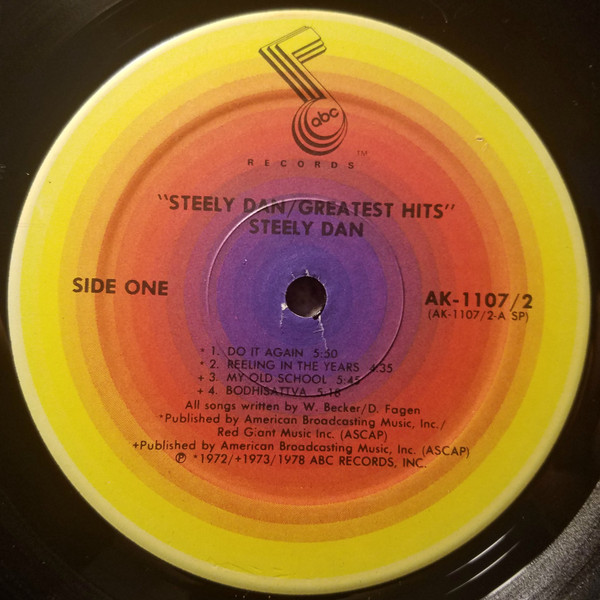 abc
TM
RECORDS
"STEELY DAN/GREATEST HITS"
STEELY DAN
SIDE ONE
AK-1107/2
(AK-1107/2-A SP)
* 1. DO IT AGAIN 5:50
* 2. REELING IN THE YEARS 4:35
+ 3. MY OLD SCHOOL 5:45
+ 4. BODHISATTVA 5:16
All songs written by W. Becker/D. Fagen
*Published by American Broadcasting Music, Inc./
Red Giant Music Inc. (ASCAP)
+Published by American Broadcasting Music, Inc. (ASCAP)
℗ *1972/+1973/1978 ABC RECORDS, INC.